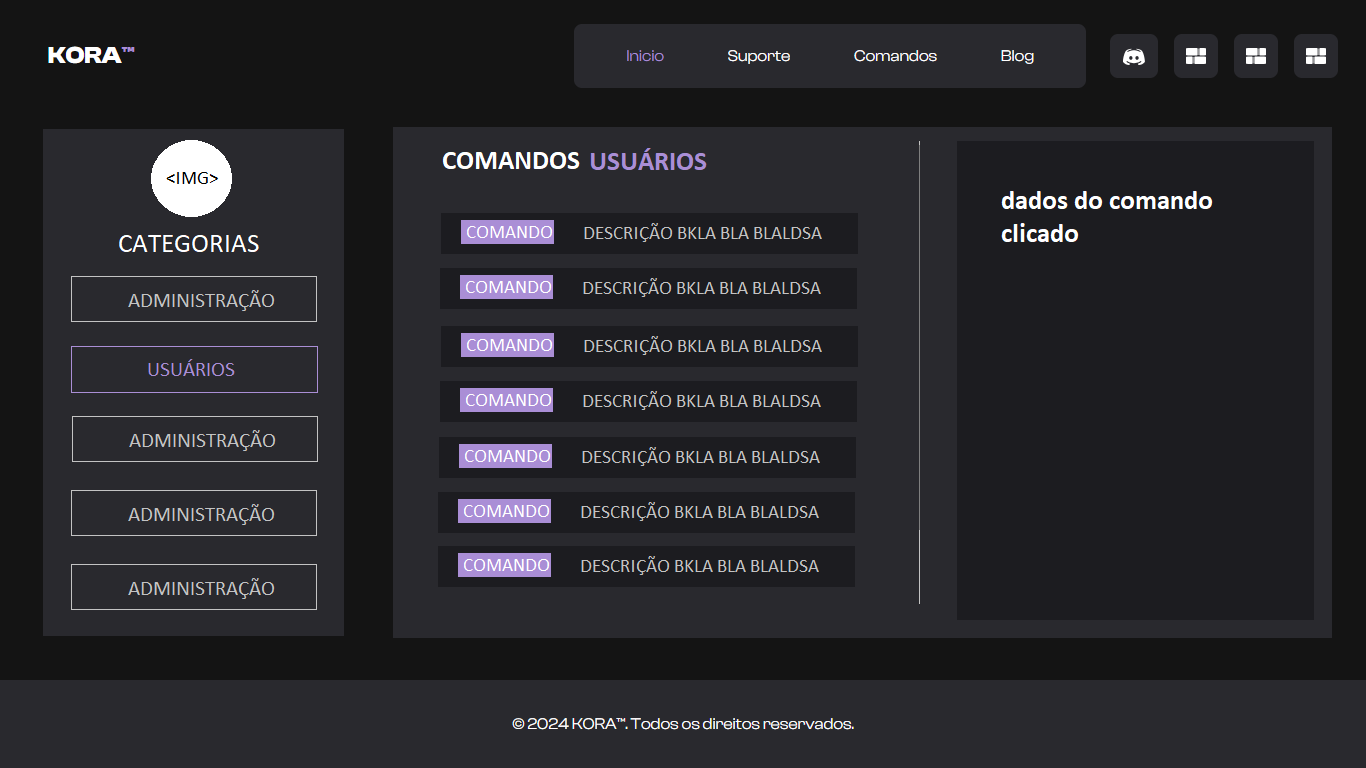 KORA™
Inicio Suporte Comandos Blog
<IMG>
CATEGORIAS
ADMINISTRAÇÃO
USUÁRIOS
ADMINISTRAÇÃO
ADMINISTRAÇÃO
ADMINISTRAÇÃO
COMANDOS USUÁRIOS
COMANDO DESCRIÇÃO BKLA BLA BLALDSA
COMANDO DESCRIÇÃO BKLA BLA BLALDSA
COMANDO DESCRIÇÃO BKLA BLA BLALDSA
COMANDO DESCRIÇÃO BKLA BLA BLALDSA
COMANDO DESCRIÇÃO BKLA BLA BLALDSA
COMANDO DESCRIÇÃO BKLA BLA BLALDSA
COMANDO DESCRIÇÃO BKLA BLA BLALDSA
dados do comando
clicado
© 2024 KORA™. Todos os direitos reservados.